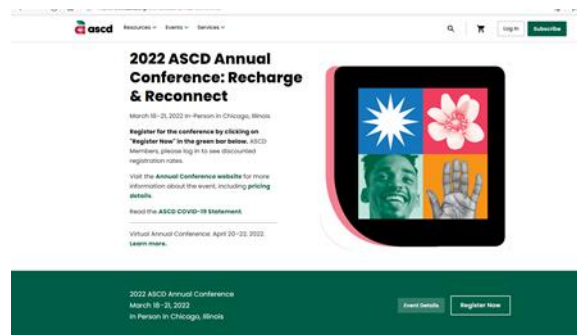 ascd Resources Events Services Log In Subscribe
2022 ASCD Annual
Conference: Recharge
& Reconnect
March 18-21, 2022 In-Person in Chicago, Illinois
Register for the conference by clicking on
"Register Now" in the green bar below. ASCD
Members, please log in to see discounted
registration rates.
Visit the Annual Conference website for more
information about the event, including pricing
details.
Read the ASCD COVID-19 Statement.
Virtual Annual Conference: April 20-22, 2022.
Learn more.
2022 ASCD Annual Conference
March 18-21, 2022
In Person in Chicago, Illinois
Event Details Register Now